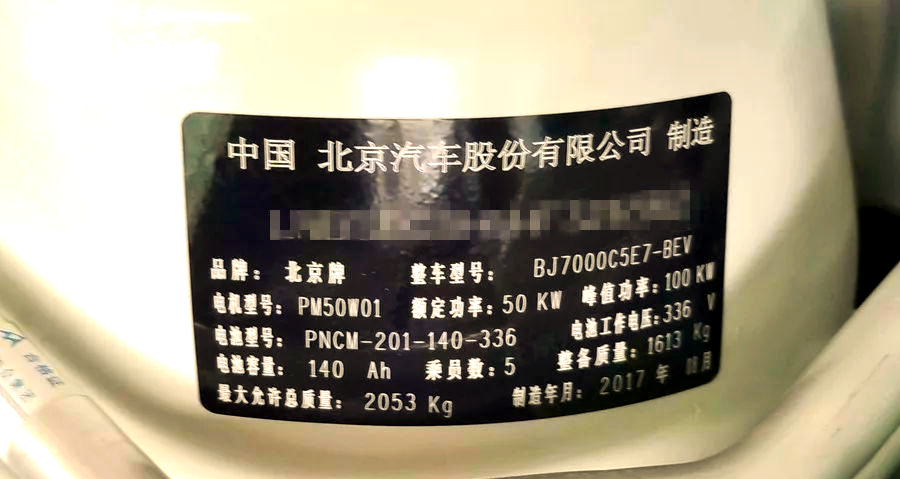 中国 北京汽车股份有限公司 制造
品牌: 北京牌 整车型号: BJ7000C5E7-BEV
电机型号: PM50W01 额定功率: 50 KW 峰值功率: 100 KW
电池型号: PNCM-201-140-336 电池工作电压: 336 V
电池容量: 140 Ah 乘员数: 5 整备质量: 1613 Kg
最大允许总质量: 2053 Kg 制造年月: 2017 年 月
合格证